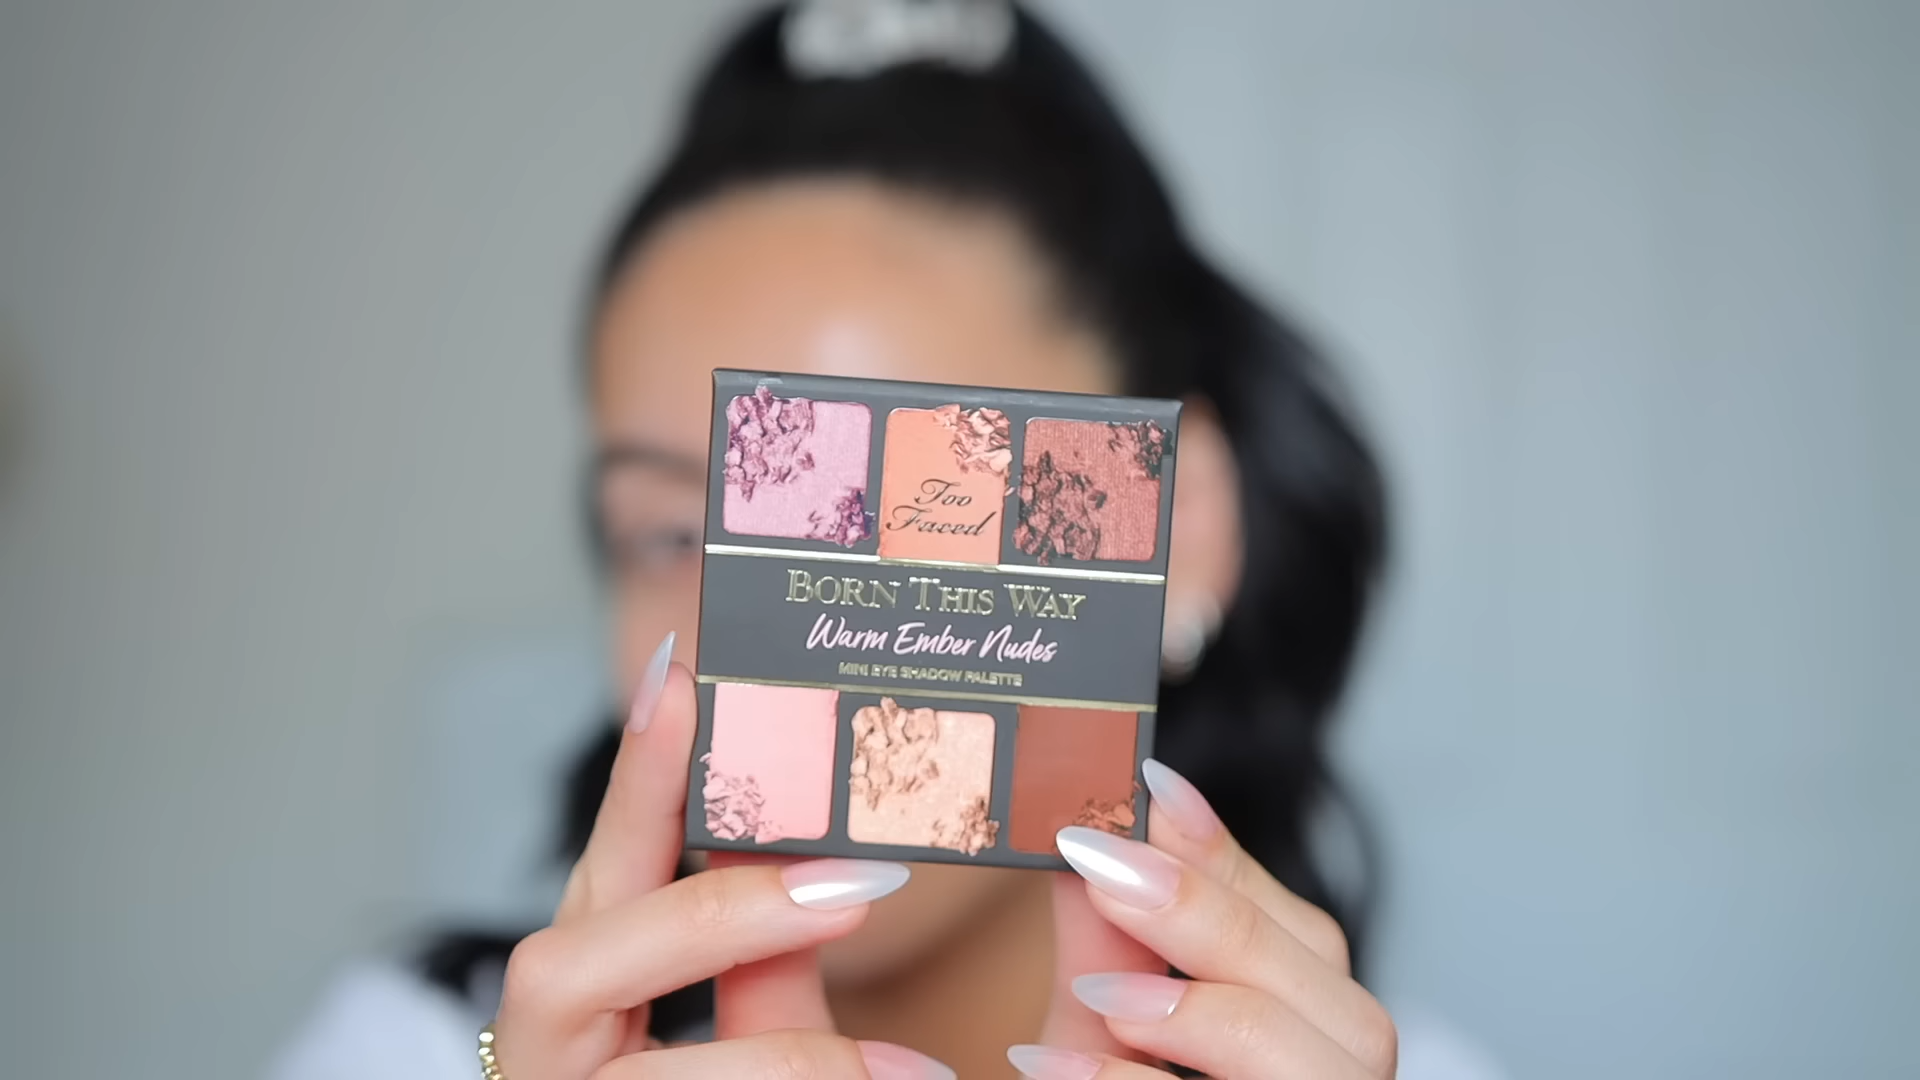 Too
Faced
BORN THIS WAY
Warm Ember Nudes
MINI EYE SHADOW PALETTE